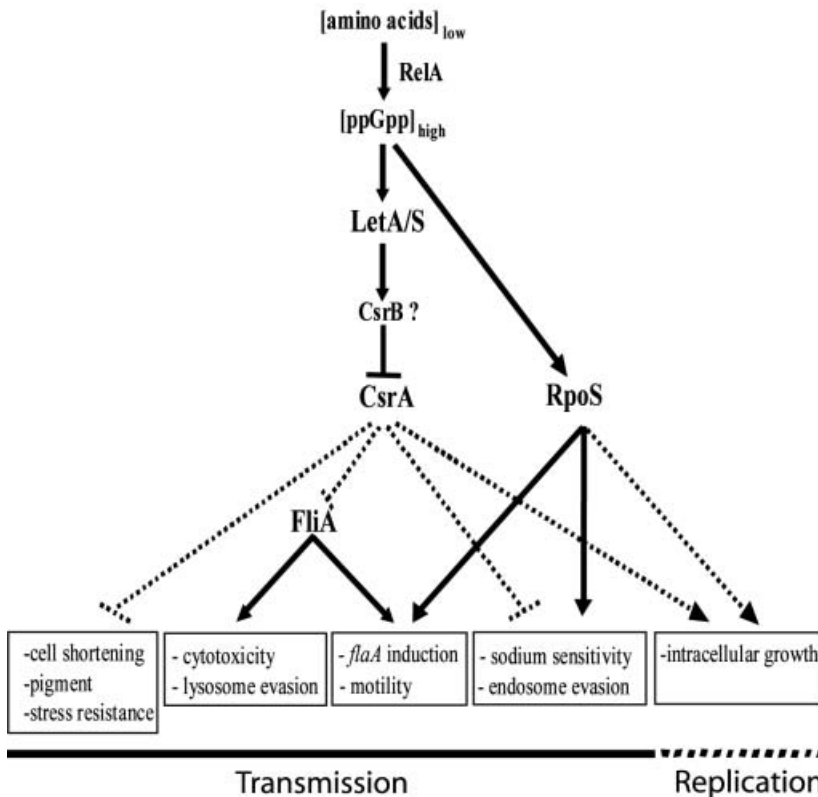 [amino acids]low
RelA
[ppGpp]high
LetA/S
CsrB ?
CsrA
RpoS
FliA
-cell shortening
-pigment
-stress resistance
- cytotoxicity
- lysosome evasion
- flaA induction
- motility
- sodium sensitivity
- endosome evasion
-intracellular growth
Transmission
Replication